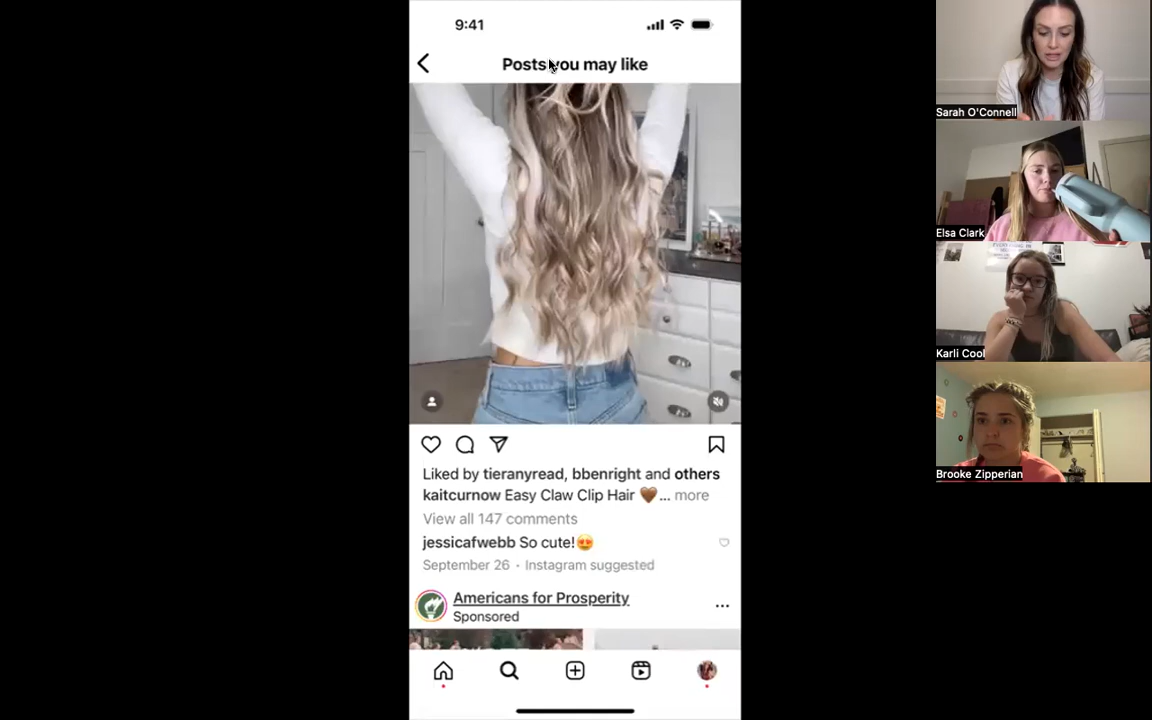 9:41
Posts you may like
Liked by tieranyread, bbenright and others
kaitcurnow Easy Claw Clip Hair 🤎... more
View all 147 comments
jessicafwebb So cute!😍
September 26 · Instagram suggested
Americans for Prosperity
Sponsored
Sarah O'Connell
Elsa Clark
Karli Cool
Brooke Zipperian